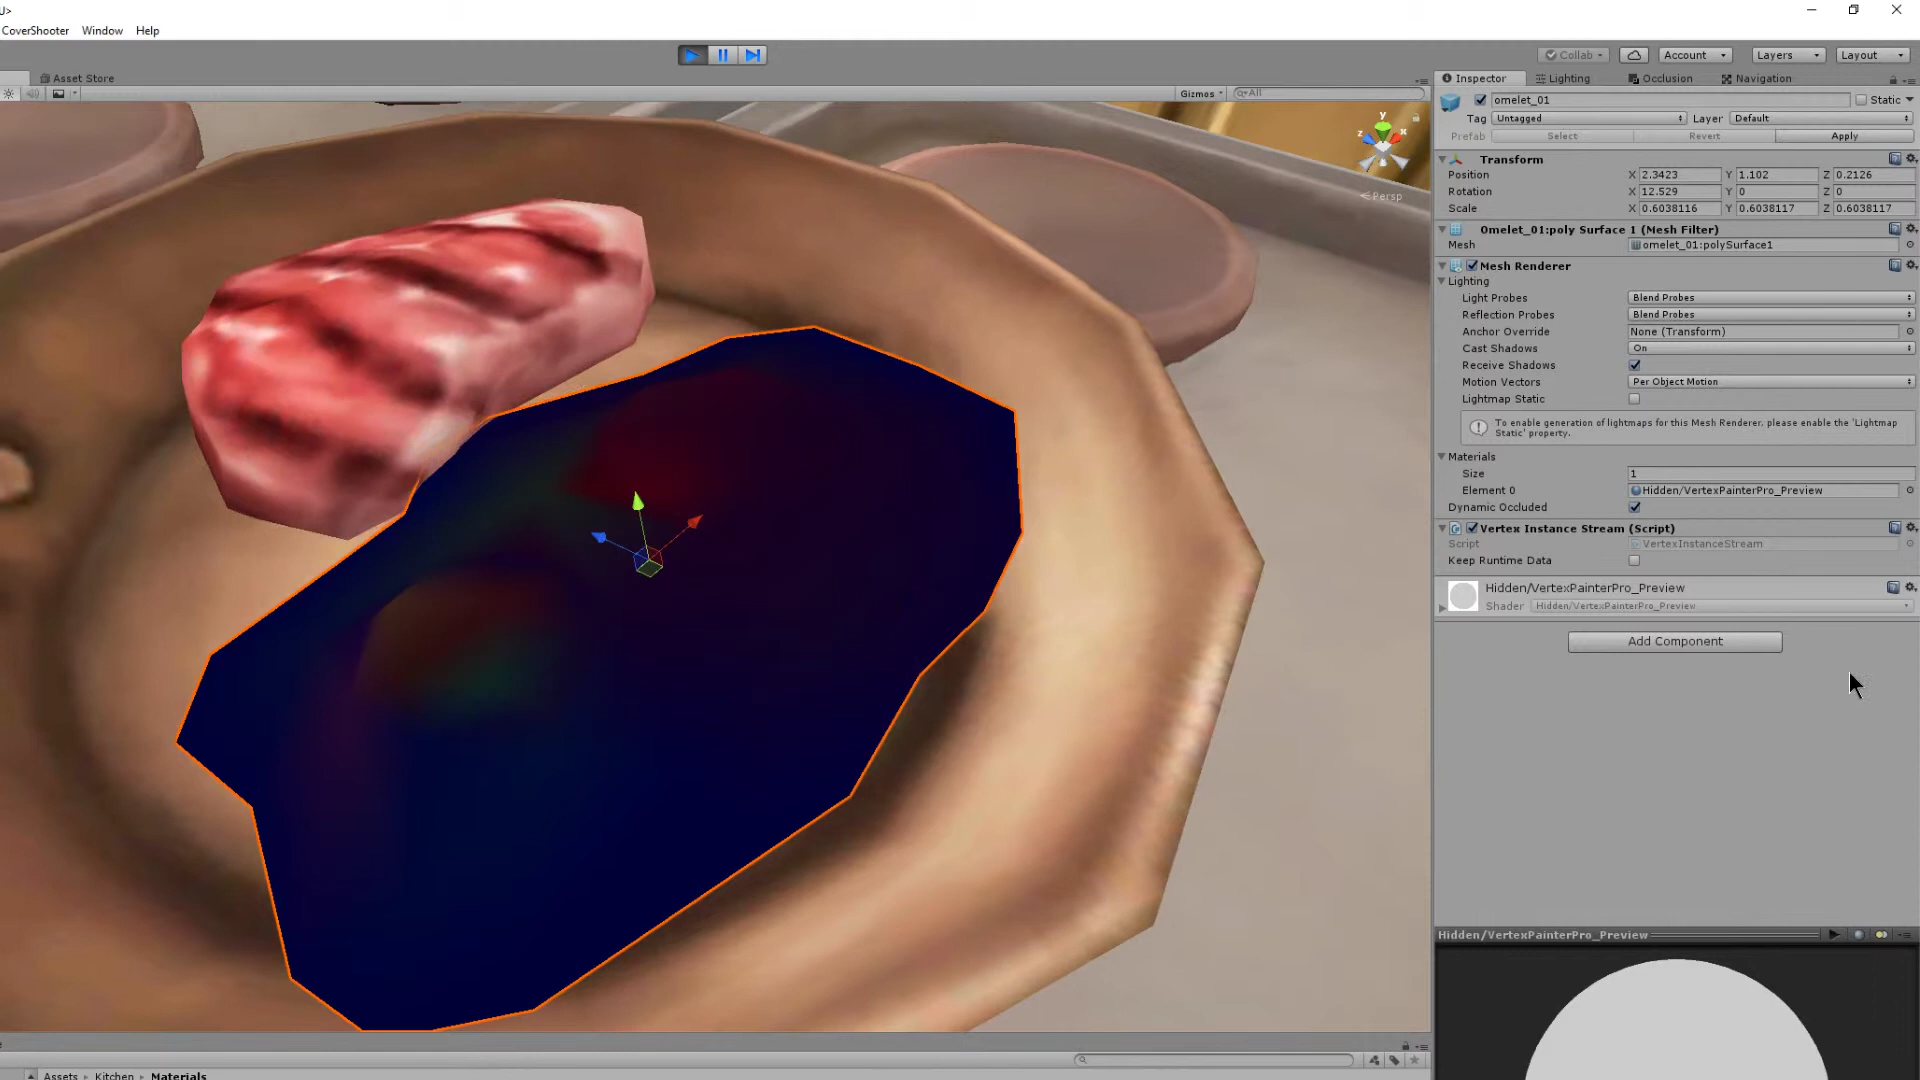 U>
CoverShooter Window Help
Collab Account Layers Layout
Asset Store
Inspector Lighting Occlusion Navigation
Gizmos All
omelet_01 Static
Tag Untagged Layer Default
Prefab Select Revert Apply
Transform
Position X 2.3423 Y 1.102 Z 0.2126
Rotation X 12.529 Y 0 Z 0
Scale X 0.6038116 Y 0.6038117 Z 0.6038117
Omelet_01:poly Surface 1 (Mesh Filter)
Mesh omelet_01:polySurface1
Mesh Renderer
Lighting
Light Probes Blend Probes
Reflection Probes Blend Probes
Anchor Override None (Transform)
Cast Shadows On
Receive Shadows
Motion Vectors Per Object Motion
Lightmap Static
To enable generation of lightmaps for this Mesh Renderer, please enable the 'Lightmap
Static' property.
Materials
Size 1
Element 0 Hidden/VertexPainterPro_Preview
Dynamic Occluded
Vertex Instance Stream (Script)
Script VertexInstanceStream
Keep Runtime Data
Hidden/VertexPainterPro_Preview
Shader Hidden/VertexPainterPro_Preview
Add Component
Hidden/VertexPainterPro_Preview
y
z x
Persp
Assets Kitchen Materials